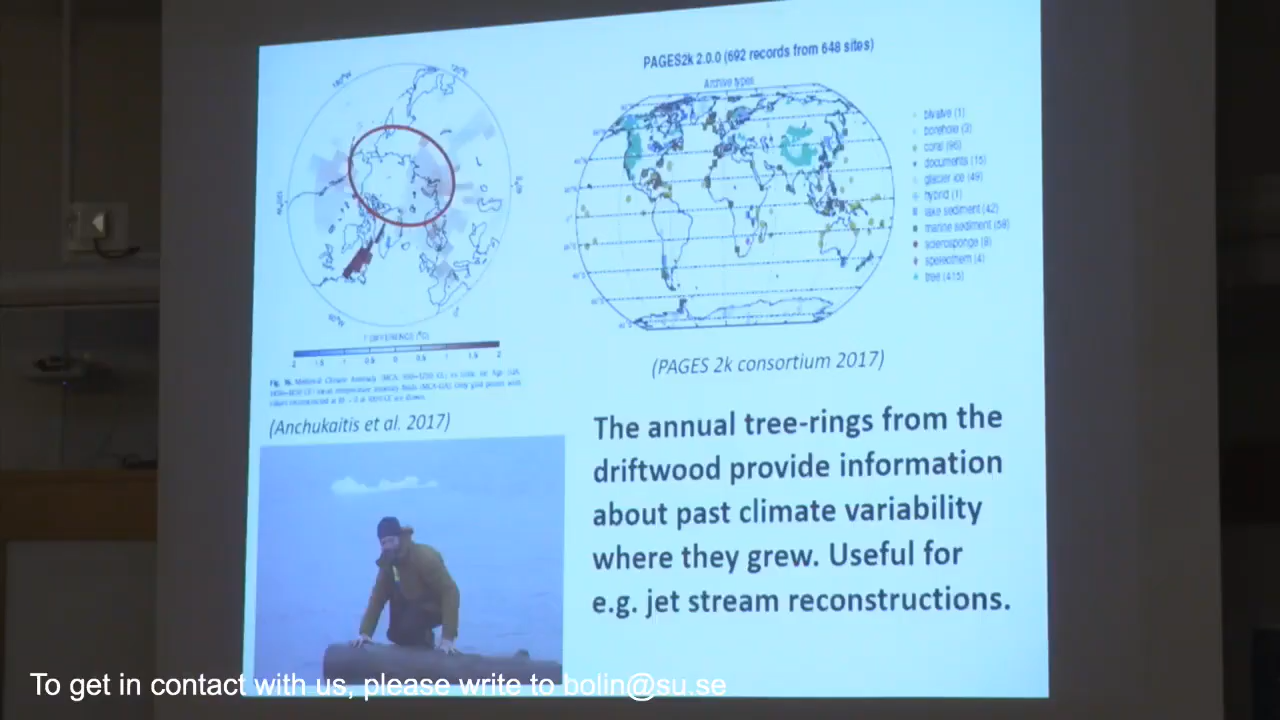 PAGES2k 2.0.0 (692 records from 648 sites)
Archive types
bivalve (1)
borehole (3)
coral (96)
documents (15)
glacier ice (49)
hybrid (1)
lake sediment (42)
marine sediment (58)
sclerosponge (8)
speleothem (4)
tree (415)
T DIFFERENCE (°C)
(PAGES 2k consortium 2017)
(Anchukaitis et al. 2017)
The annual tree-rings from the
driftwood provide information
about past climate variability
where they grew. Useful for
e.g. jet stream reconstructions.
To get in contact with us, please write to bolin@su.se